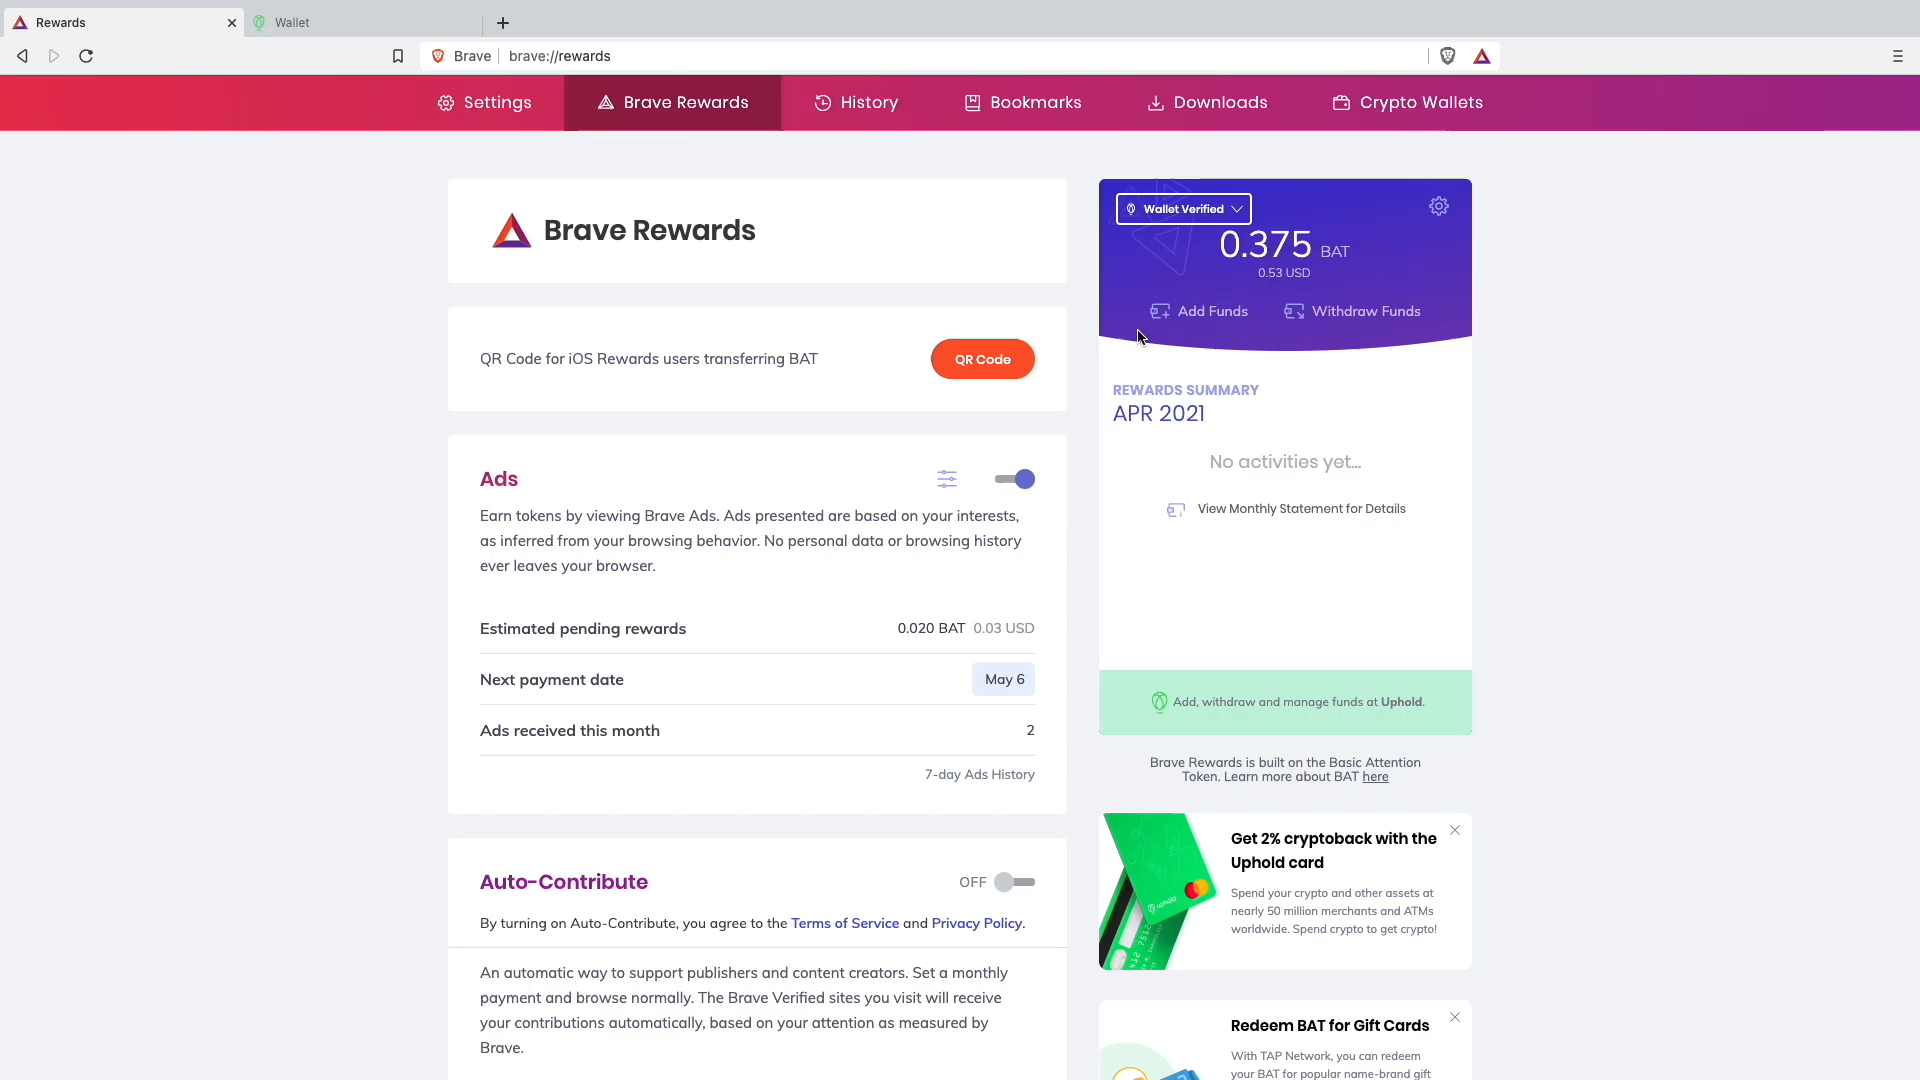 Rewards
Wallet
Brave
brave://rewards
Settings
Brave Rewards
History
Bookmarks
Downloads
Crypto Wallets
Brave Rewards
QR Code for iOS Rewards users transferring BAT
QR Code
Ads
Earn tokens by viewing Brave Ads. Ads presented are based on your interests,
as inferred from your browsing behavior. No personal data or browsing history
ever leaves your browser.
Estimated pending rewards
0.020 BAT 0.03 USD
Next payment date
May 6
Ads received this month
2
7-day Ads History
Auto-Contribute
OFF
By turning on Auto-Contribute, you agree to the Terms of Service and Privacy Policy.
An automatic way to support publishers and content creators. Set a monthly
payment and browse normally. The Brave Verified sites you visit will receive
your contributions automatically, based on your attention as measured by
Brave.
Wallet Verified
0.375 BAT
0.53 USD
Add Funds
Withdraw Funds
REWARDS SUMMARY
APR 2021
No activities yet...
View Monthly Statement for Details
Add, withdraw and manage funds at Uphold.
Brave Rewards is built on the Basic Attention
Token. Learn more about BAT here
Get 2% cryptoback with the
Uphold card
Spend your crypto and other assets at
nearly 50 million merchants and ATMs
worldwide. Spend crypto to get crypto!
uphold
Redeem BAT for Gift Cards
With TAP Network, you can redeem
your BAT for popular name-brand gift